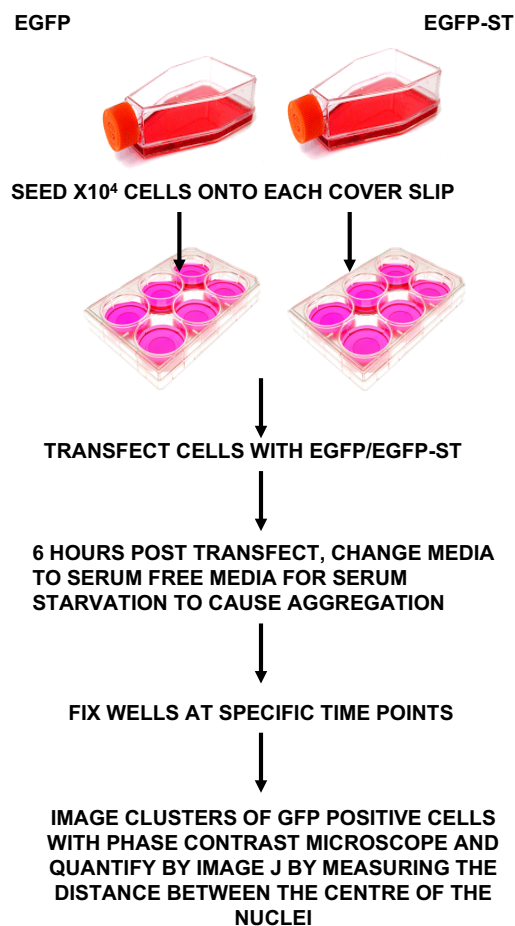 EGFP
EGFP-ST
SEED X10⁴ CELLS ONTO EACH COVER SLIP
TRANSFECT CELLS WITH EGFP/EGFP-ST
6 HOURS POST TRANSFECT, CHANGE MEDIA
TO SERUM FREE MEDIA FOR SERUM
STARVATION TO CAUSE AGGREGATION
FIX WELLS AT SPECIFIC TIME POINTS
IMAGE CLUSTERS OF GFP POSITIVE CELLS
WITH PHASE CONTRAST MICROSCOPE AND
QUANTIFY BY IMAGE J BY MEASURING THE
DISTANCE BETWEEN THE CENTRE OF THE
NUCLEI